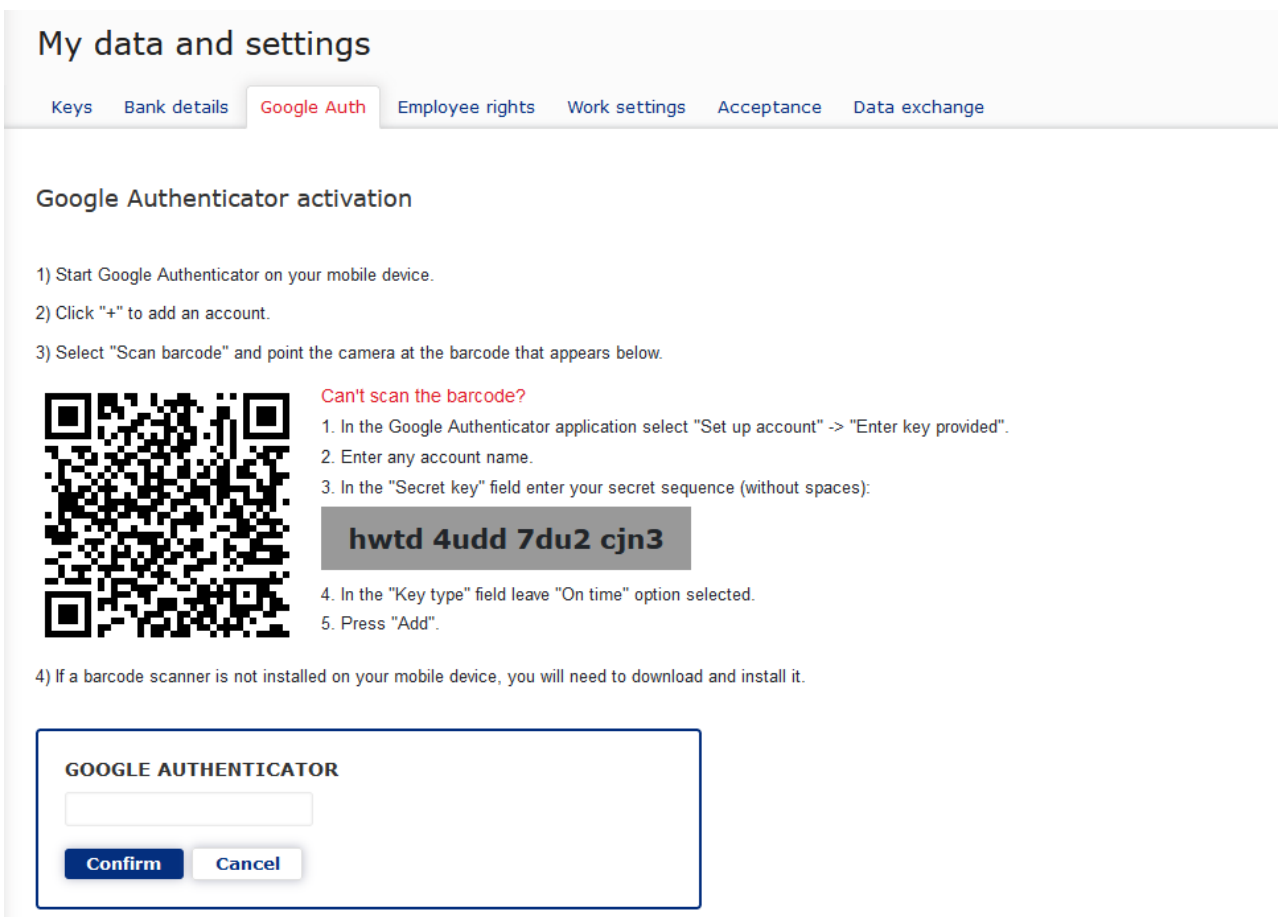 My data and settings
Keys Bank details Google Auth Employee rights Work settings Acceptance Data exchange
Google Authenticator activation
1) Start Google Authenticator on your mobile device.
2) Click "+" to add an account.
3) Select "Scan barcode" and point the camera at the barcode that appears below.
Can't scan the barcode?
1. In the Google Authenticator application select "Set up account" -> "Enter key provided".
2. Enter any account name.
3. In the "Secret key" field enter your secret sequence (without spaces):
hwtd 4udd 7du2 cjn3
4. In the "Key type" field leave "On time" option selected.
5. Press "Add".
4) If a barcode scanner is not installed on your mobile device, you will need to download and install it.
GOOGLE AUTHENTICATOR
Confirm Cancel